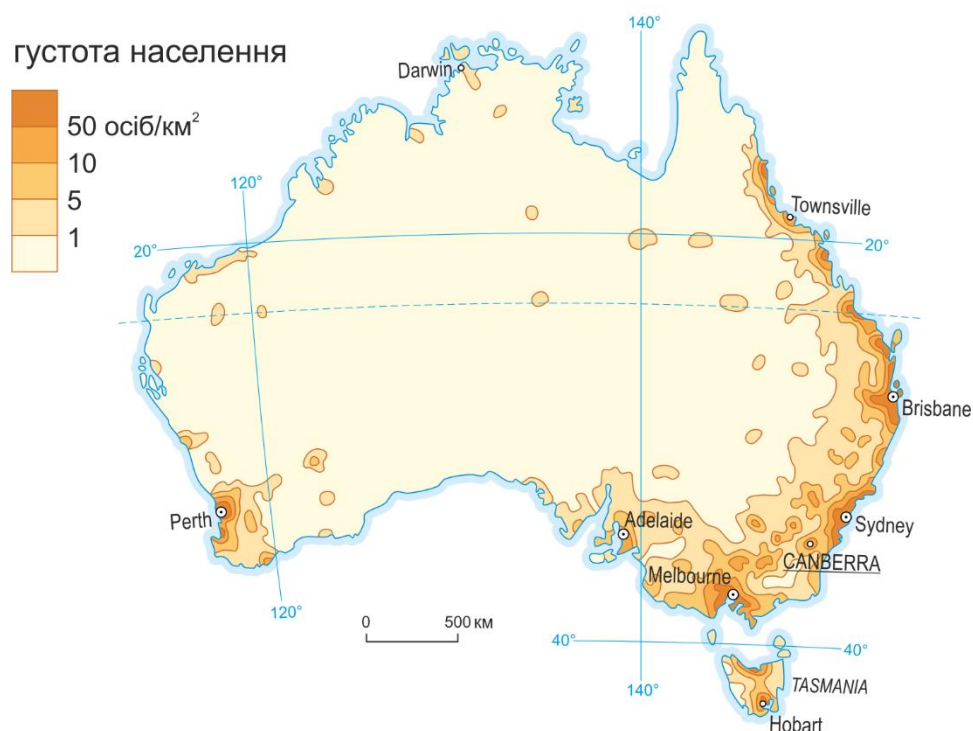 густота населення
50 осіб/км²
10
5
1
140°
Darwin
120°
Townsville
20°
20°
Brisbane
Perth
Adelaide
Sydney
CANBERRA
Melbourne
120°
0 500 км
40°
40°
140°
TASMANIA
Hobart